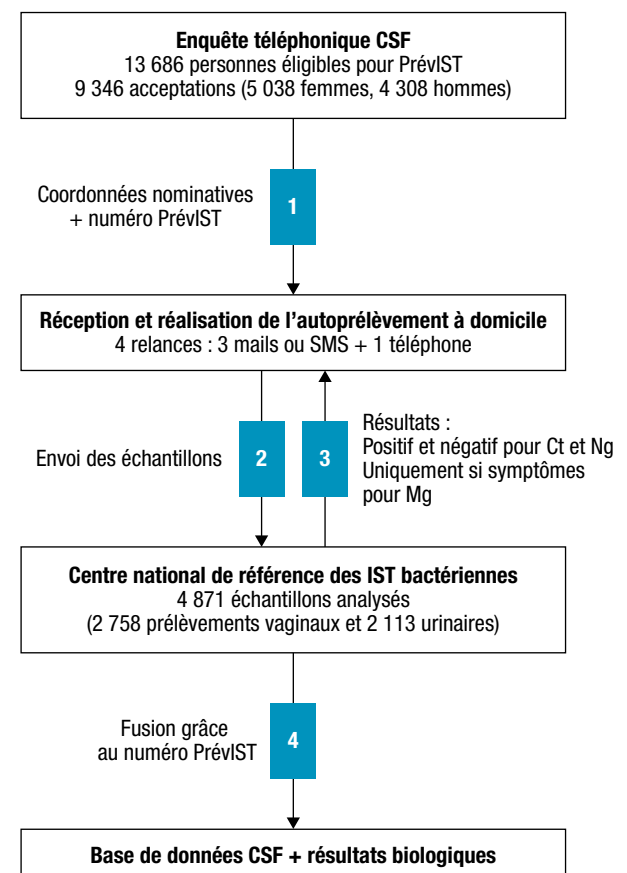 Enquête téléphonique CSF
13 686 personnes éligibles pour PrévIST
9 346 acceptations (5 038 femmes, 4 308 hommes)
Coordonnées nominatives
+ numéro PrévIST
1
Réception et réalisation de l'autoprélèvement à domicile
4 relances : 3 mails ou SMS + 1 téléphone
Envoi des échantillons
2
3
Résultats :
Positif et négatif pour Ct et Ng
Uniquement si symptômes
pour Mg
Centre national de référence des IST bactériennes
4 871 échantillons analysés
(2 758 prélèvements vaginaux et 2 113 urinaires)
Fusion grâce
au numéro PrévIST
4
Base de données CSF + résultats biologiques